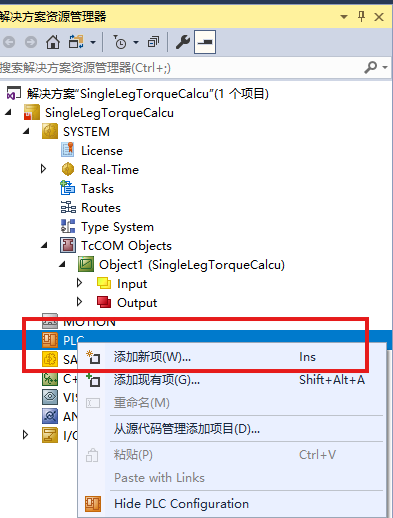 解决方案资源管理器
搜索解决方案资源管理器(Ctrl+;)
解决方案"SingleLegTorqueCalcu"(1 个项目)
SingleLegTorqueCalcu
SYSTEM
License
Real-Time
Tasks
Routes
Type System
TcCOM Objects
Object1 (SingleLegTorqueCalcu)
Input
Output
MOTION
PLC
SA
添加新项(W)... Ins
C+
添加现有项(G)... Shift+Alt+A
VIS
重命名(M)
AN
从源代码管理添加项目(D)...
I/O
粘贴(P) Ctrl+V
Paste with Links
Hide PLC Configuration